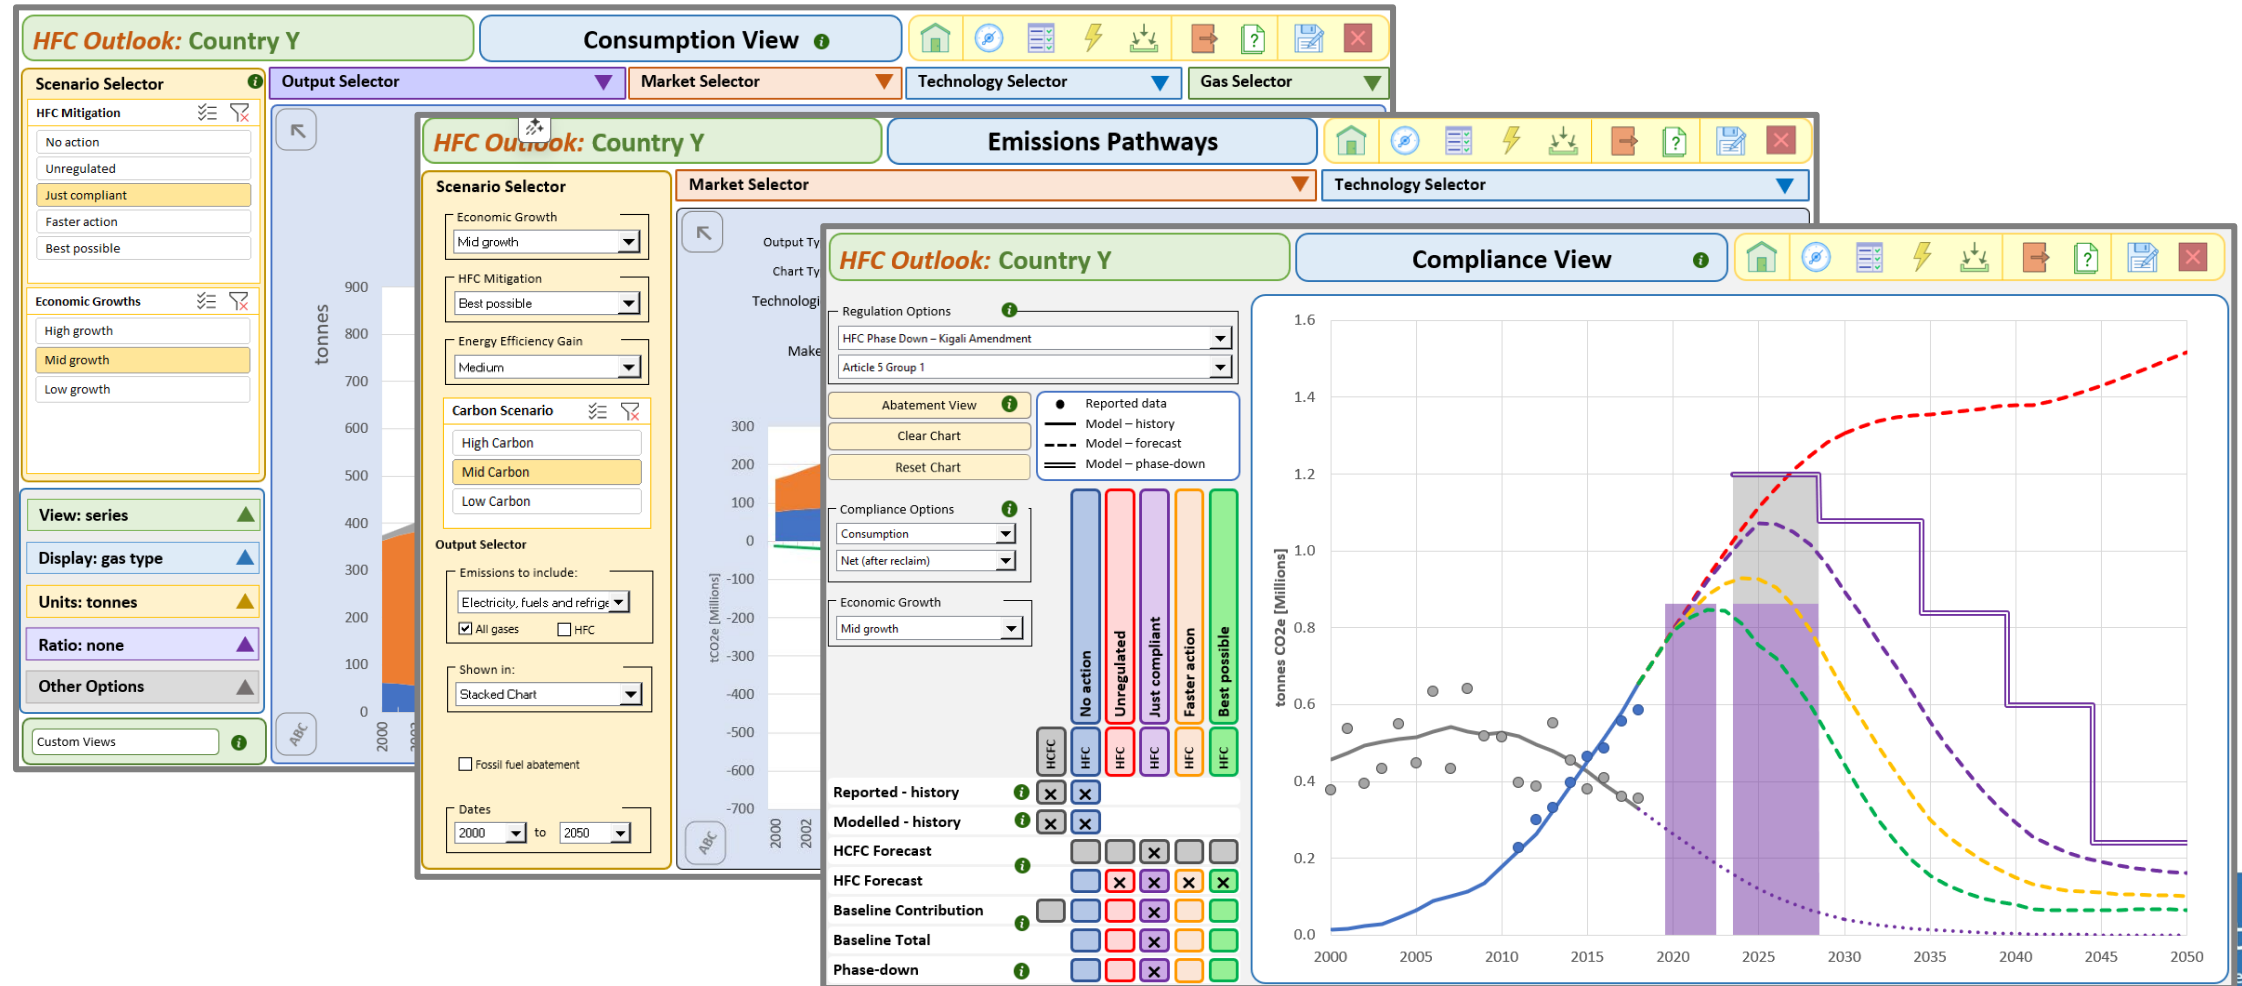 HFC Outlook: Country Y
Consumption View
Scenario Selector
Output Selector
Market Selector
Technology Selector
Gas Selector
HFC Mitigation
No action
Unregulated
Just compliant
Faster action
Best possible
Economic Growths
High growth
Mid growth
Low growth
View: series
Display: gas type
Units: tonnes
Ratio: none
Other Options
Custom Views
tonnes
900
800
700
600
500
400
300
200
100
0
2000
ABC
HFC Outlook: Country Y
Emissions Pathways
Scenario Selector
Market Selector
Technology Selector
Economic Growth
Mid growth
HFC Mitigation
Best possible
Energy Efficiency Gain
Medium
Carbon Scenario
High Carbon
Mid Carbon
Low Carbon
Output Selector
Emissions to include:
Electricity, fuels and refrige
All gases
HFC
Shown in:
Stacked Chart
Fossil fuel abatement
Dates
2000 to 2050
Output Ty
Chart Ty
Technologi
Make
tCO2e [Millions]
300
200
100
0
-100
-200
-300
-400
-500
-600
-700
2000
2002
ABC
HFC Outlook: Country Y
Compliance View
Regulation Options
HFC Phase Down – Kigali Amendment
Article 5 Group 1
Abatement View
Clear Chart
Reset Chart
Reported data
Model – history
Model – forecast
Model – phase-down
Compliance Options
Consumption
Net (after reclaim)
Economic Growth
Mid growth
No action
Unregulated
Just compliant
Faster action
Best possible
HCFC
HFC
HFC
HFC
HFC
HFC
Reported - history
Modelled - history
HCFC Forecast
HFC Forecast
Baseline Contribution
Baseline Total
Phase-down
tonnes CO2e [Millions]
1.6
1.4
1.2
1.0
0.8
0.6
0.4
0.2
0.0
2000 2005 2010 2015 2020 2025 2030 2035 2040 2045 2050